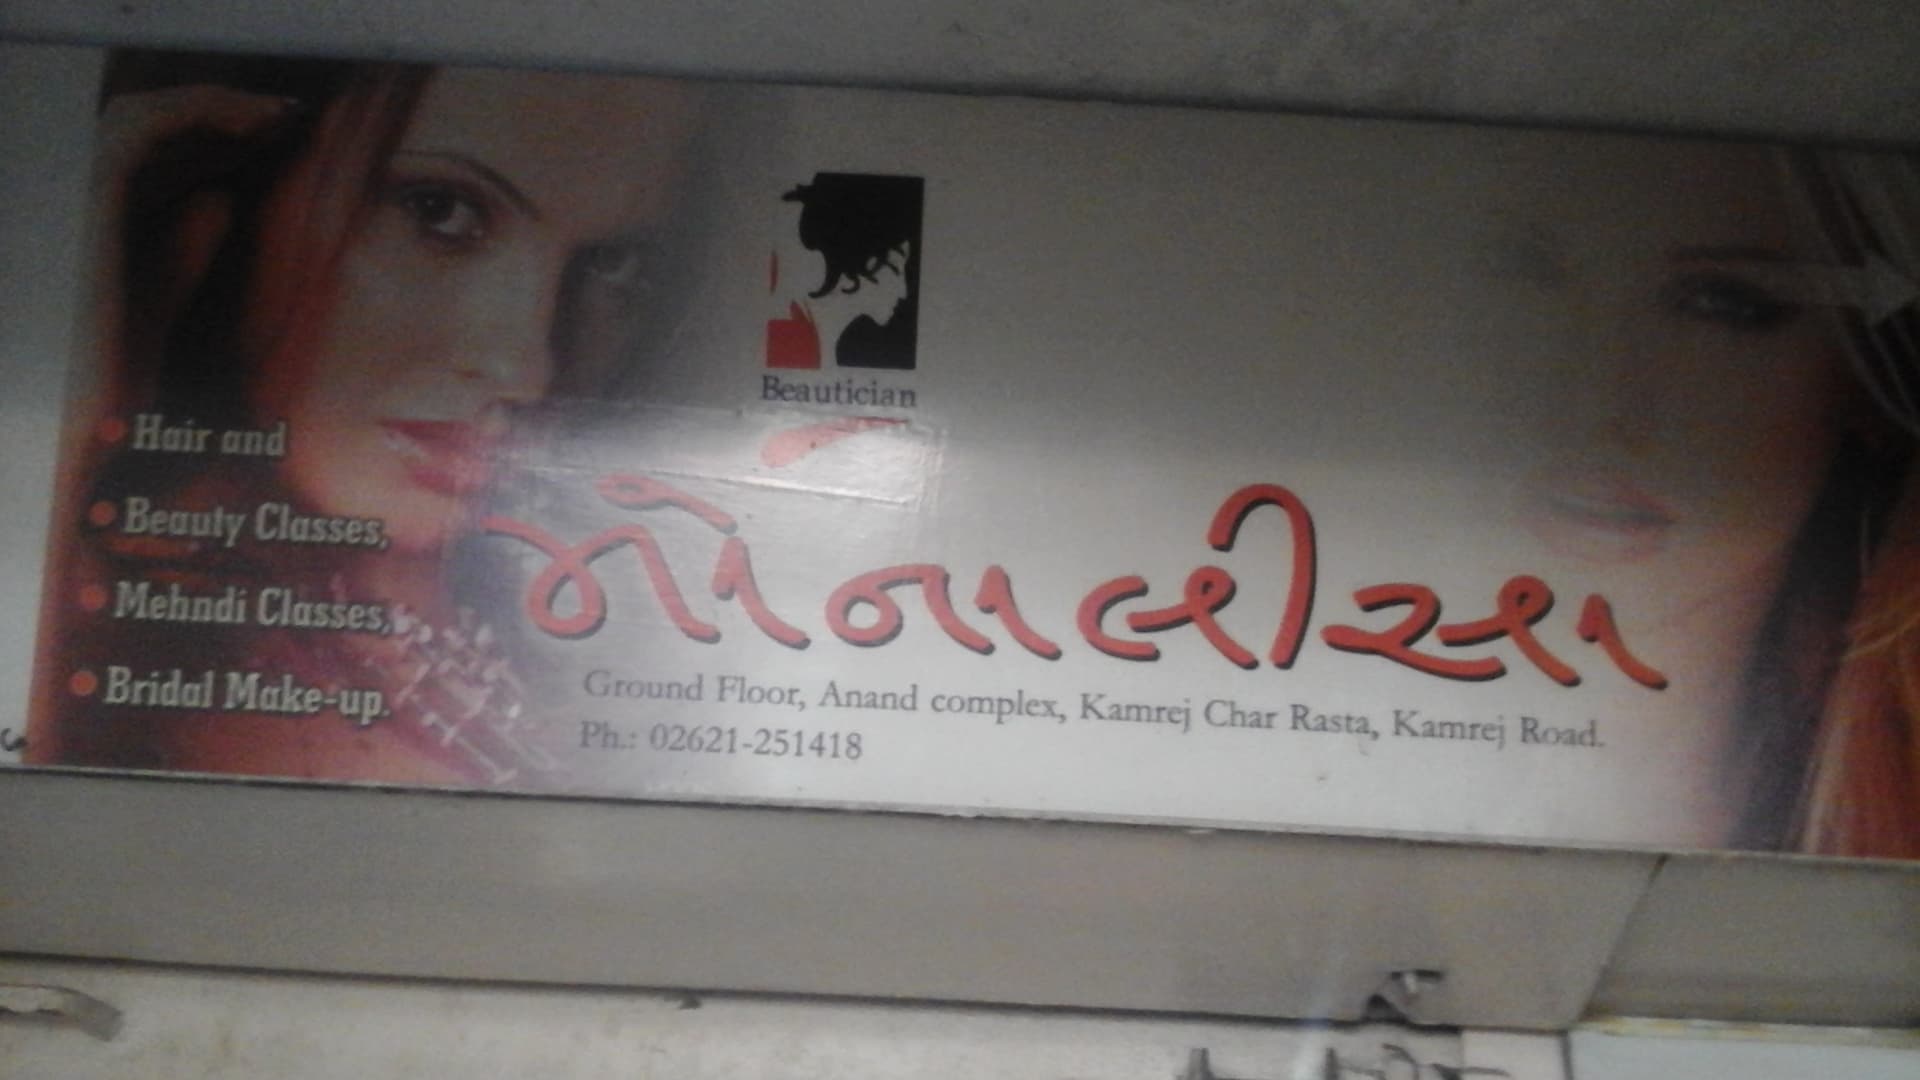 Beautician
મોનાલીસા
Hair and
Beauty Classes,
Mehndi Classes,
Bridal Make-up.
Ground Floor, Anand complex, Kamrej Char Rasta, Kamrej Road.
Ph.: 02621-251418